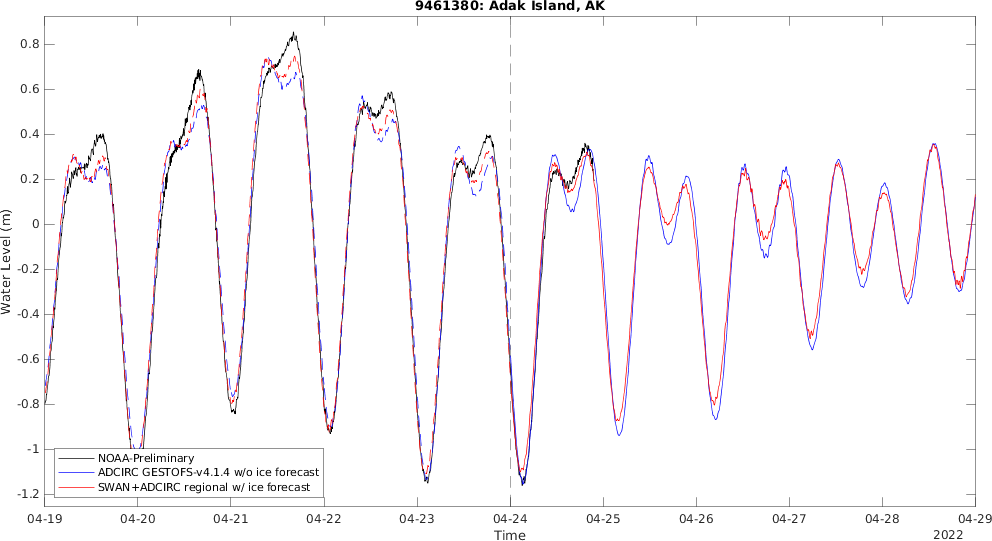 9461380: Adak Island, AK
0.8
0.6
0.4
0.2
0
-0.2
-0.4
-0.6
-0.8
-1
-1.2
Water Level (m)
NOAA-Preliminary
ADCIRC GESTOFS-v4.1.4 w/o ice forecast
SWAN+ADCIRC regional w/ ice forecast
04-19 04-20 04-21 04-22 04-23 04-24 04-25 04-26 04-27 04-28 04-29
Time
2022